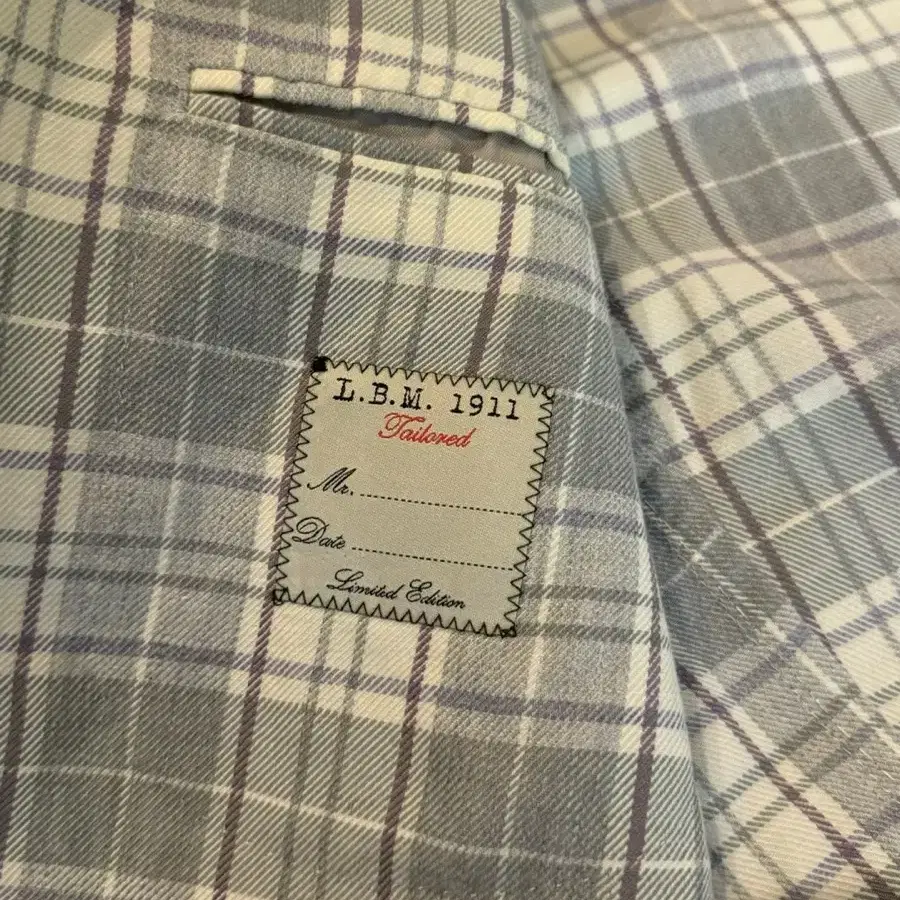 L.B.M. 1911
Tailored
Mr.
Date
Limited Edition